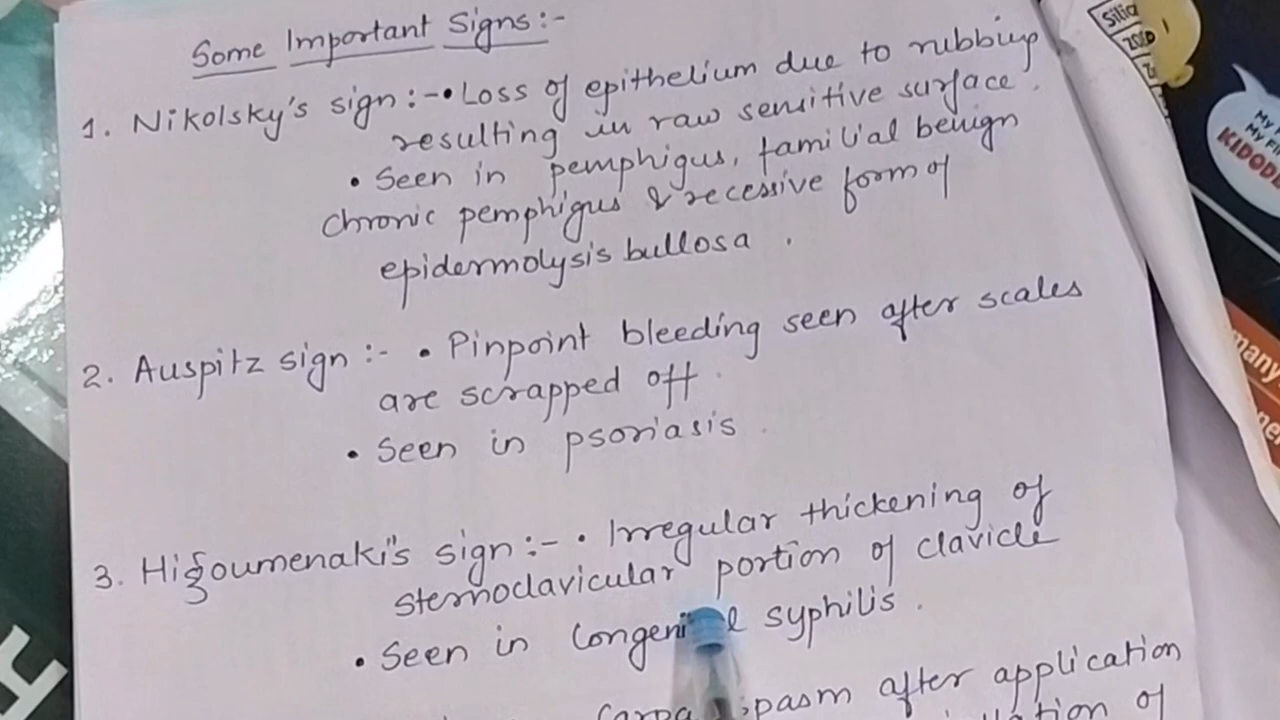 Some Important Signs :-
1. Nikolsky's sign :- • Loss of epithelium due to rubbing
resulting in raw sensitive surface.
• Seen in pemphigus, familial benign
chronic pemphigus & recessive form of
epidermolysis bullosa.
2. Auspitz sign :- • Pinpoint bleeding seen after scales
are scrapped off
• Seen in psoriasis
3. Higoumenaki's sign :- • Irregular thickening of
sternoclavicular portion of clavicle
• Seen in syphilis.
after application
of
KIDOD
many